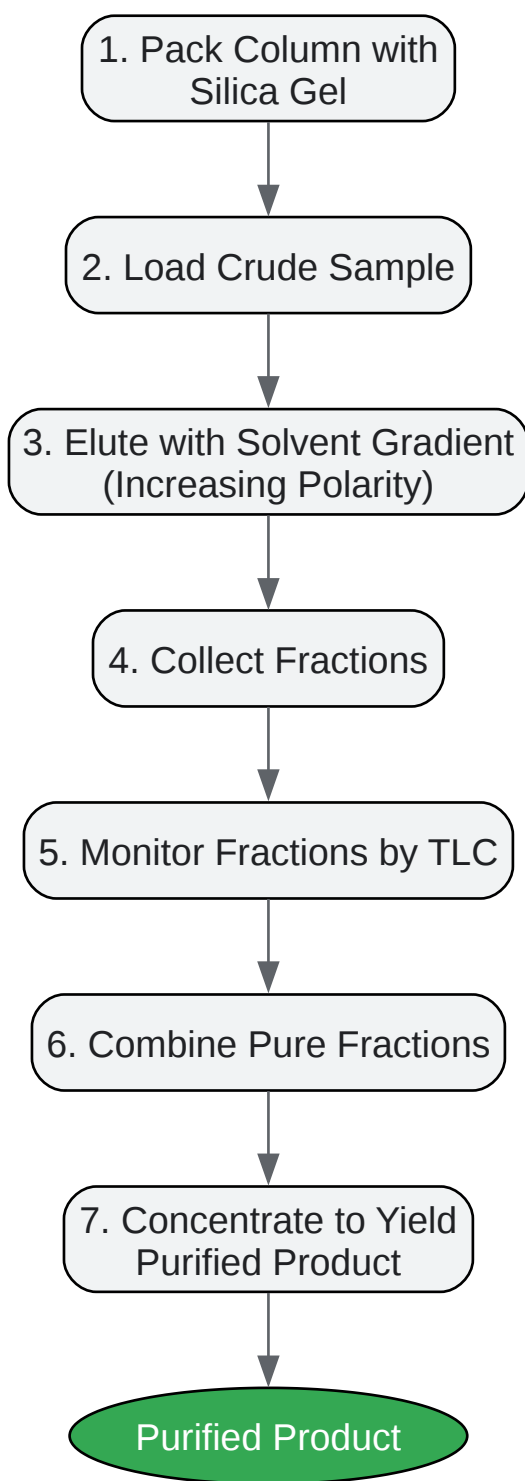 1. Pack Column with
Silica Gel
2. Load Crude Sample
3. Elute with Solvent Gradient
(Increasing Polarity)
4. Collect Fractions
5. Monitor Fractions by TLC
6. Combine Pure Fractions
7. Concentrate to Yield
Purified Product
Purified Product